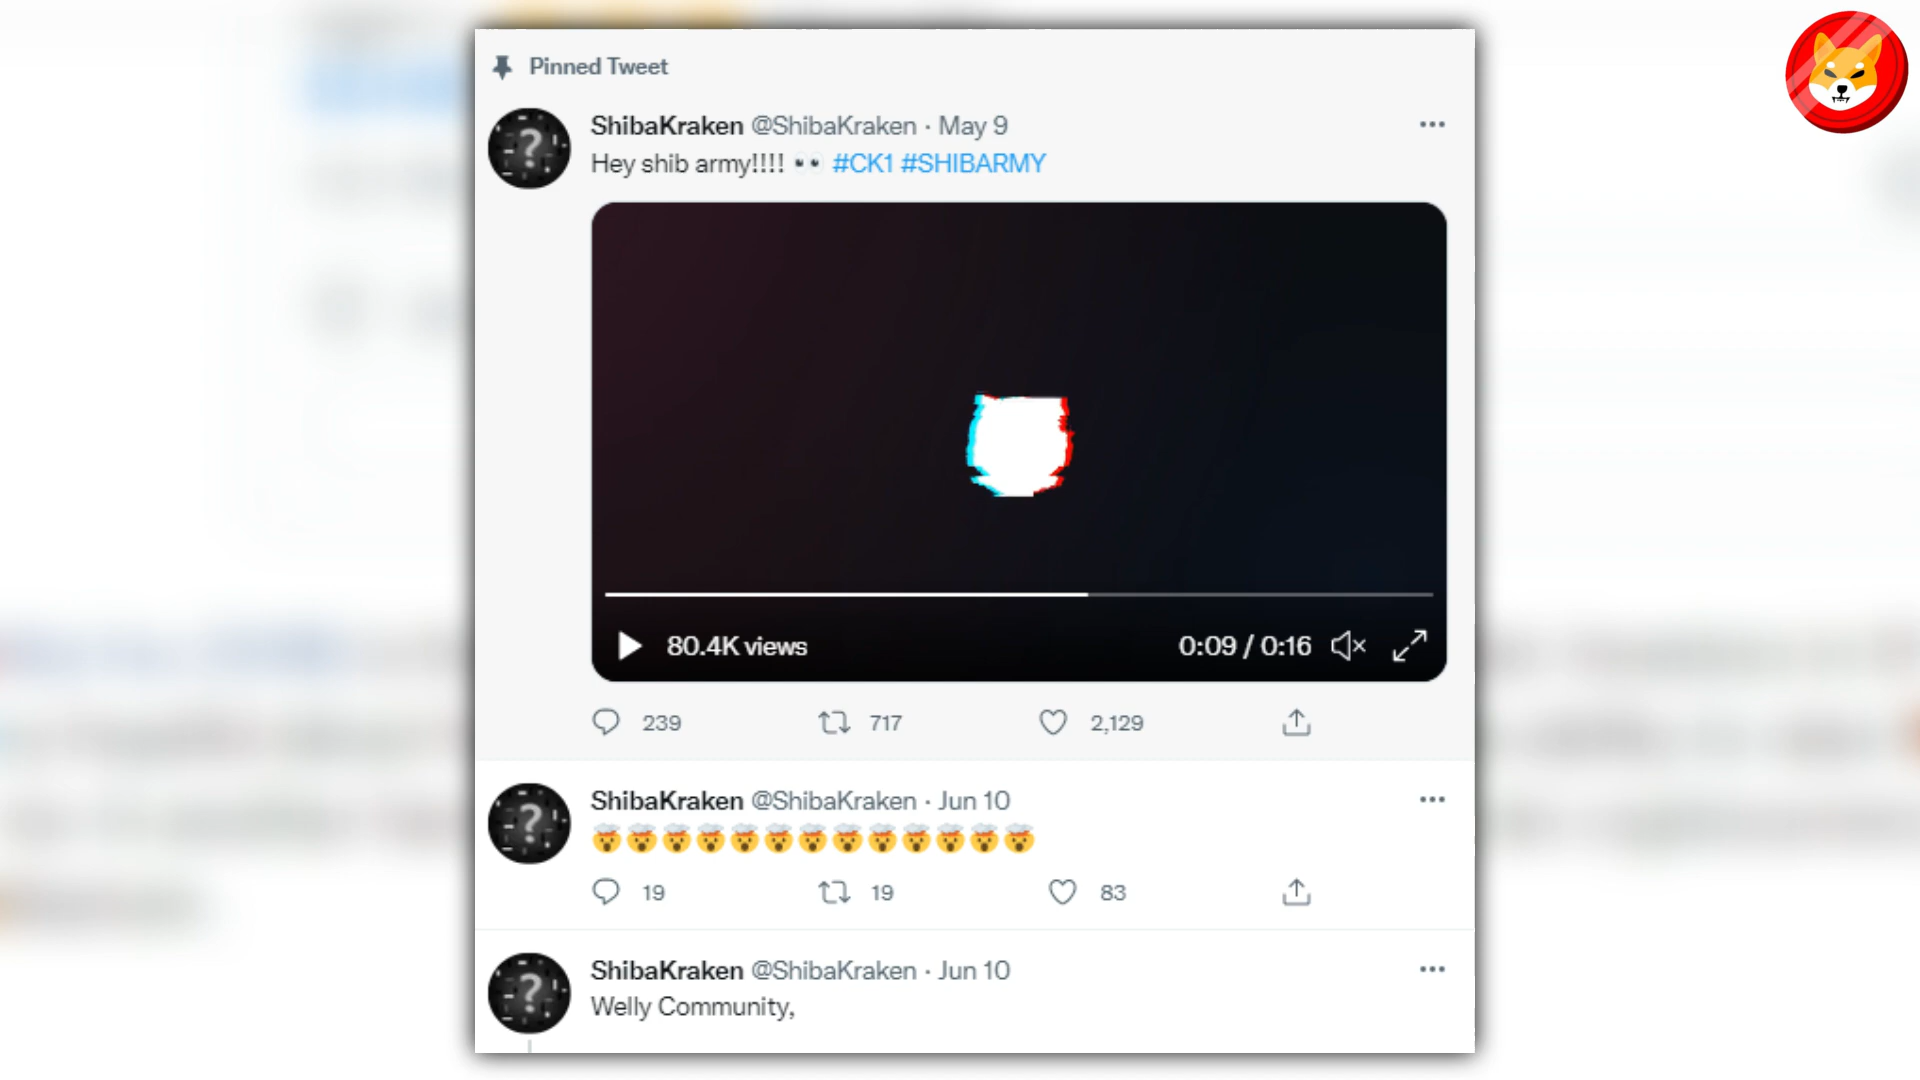 Pinned Tweet
ShibaKraken @ShibaKraken · May 9
Hey shib army!!!! 👀 #CK1 #SHIBARMY
80.4K views
0:09 / 0:16
239 717 2,129
ShibaKraken @ShibaKraken · Jun 10
🤯🤯🤯🤯🤯🤯🤯🤯🤯🤯🤯🤯🤯
19 19 83
ShibaKraken @ShibaKraken · Jun 10
Welly Community,